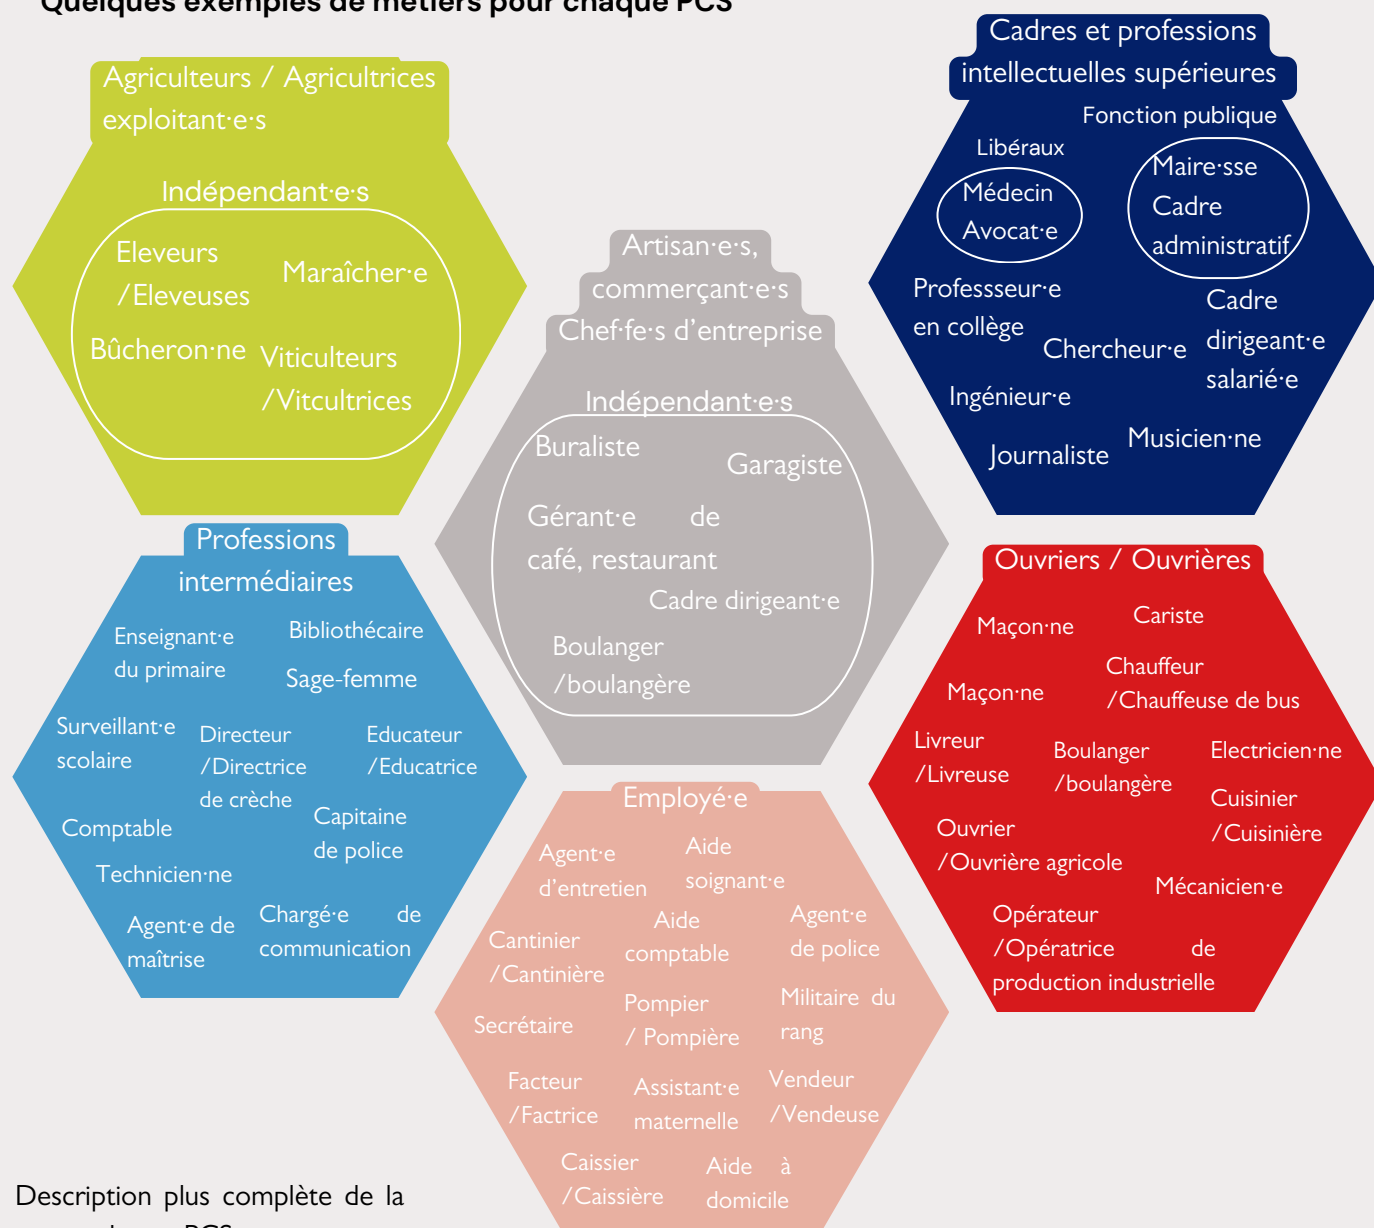 Quelques exemples de métiers pour chaque PCS
Agriculteurs / Agricultrices
exploitant·e·s
Indépendant·e·s
Eleveurs
/Eleveuses
Maraîcher·e
Bûcheron·ne
Viticulteurs
/Vitcultrices
Artisan·e·s,
commerçant·e·s
Chef·fe·s d’entreprise
Indépendant·e·s
Buraliste
Garagiste
Gérant·e de
café, restaurant
Cadre dirigeant·e
Boulanger
/boulangère
Cadres et professions
intellectuelles supérieures
Fonction publique
Libéraux
Médecin
Avocat·e
Maire·sse
Cadre
administratif
Professseur·e
en collège
Chercheur·e
Cadre
dirigeant·e
salarié·e
Ingénieur·e
Journaliste
Musicien·ne
Professions
intermédiaires
Enseignant·e
du primaire
Bibliothécaire
Sage-femme
Surveillant·e
scolaire
Directeur
/Directrice
de crèche
Educateur
/Educatrice
Comptable
Capitaine
de police
Technicien·ne
Agent·e de
maîtrise
Chargé·e de
communication
Employé·e
Agent·e
d’entretien
Aide
soignant·e
Cantinier
/Cantinière
Aide
comptable
Agent·e
de police
Secrétaire
Pompier
/ Pompière
Militaire du
rang
Facteur
/Factrice
Assistant·e
maternelle
Vendeur
/Vendeuse
Caissier
/Caissière
Aide à
domicile
Ouvriers / Ouvrières
Maçon·ne
Cariste
Maçon·ne
Chauffeur
/Chauffeuse de bus
Livreur
/Livreuse
Boulanger
/boulangère
Electricien·ne
Cuisinier
/Cuisinière
Ouvrier
/Ouvrière agricole
Mécanicien·e
Opérateur
/Opératrice de
production industrielle
Description plus complète de la
PCS